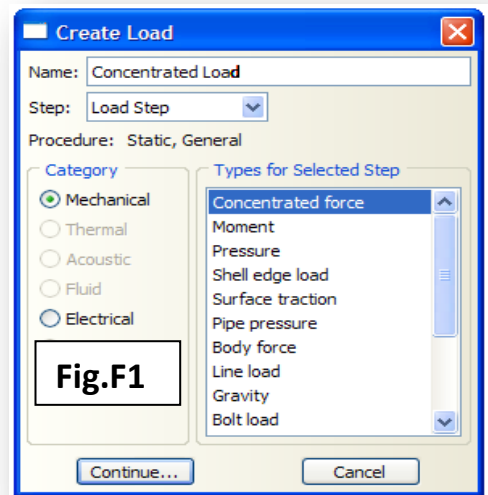 Create Load
Name: Concentrated Load
Step: Load Step
Procedure: Static, General
Category
Mechanical
Thermal
Acoustic
Fluid
Electrical
Types for Selected Step
Concentrated force
Moment
Pressure
Shell edge load
Surface traction
Pipe pressure
Body force
Line load
Gravity
Bolt load
Fig.F1
Continue...
Cancel